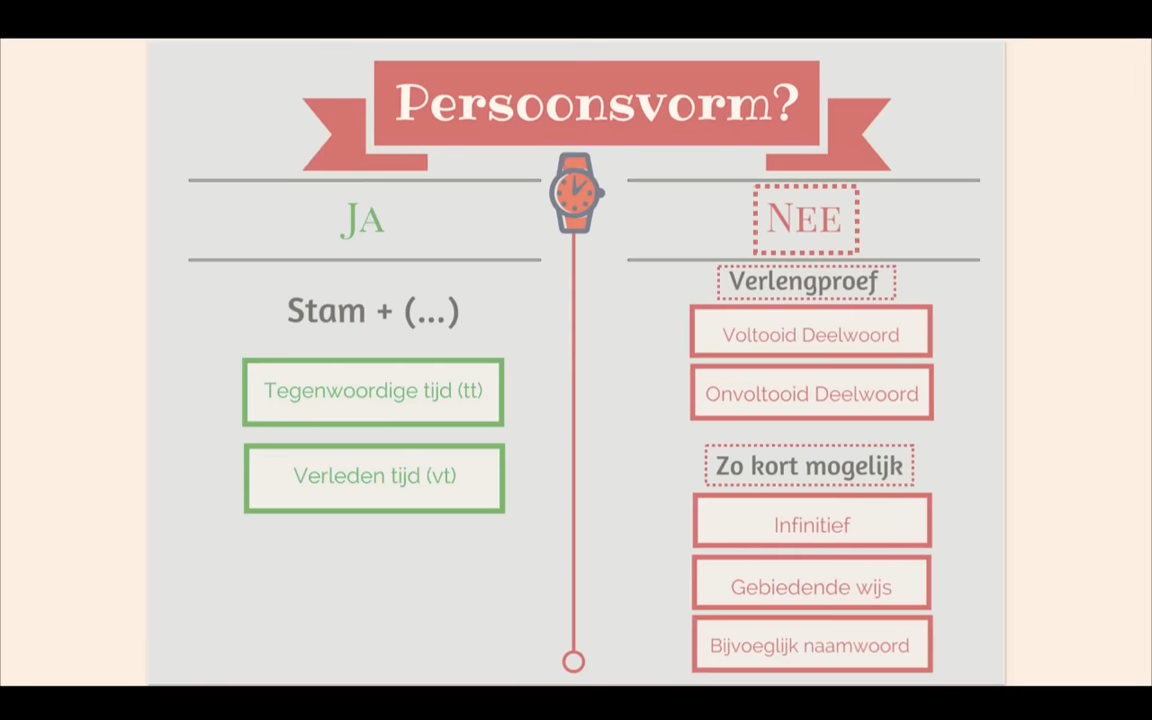 Persoonsvorm?
Ja
Nee
Stam + (...)
Tegenwoordige tijd (tt)
Verleden tijd (vt)
Verlengproef
Voltooid Deelwoord
Onvoltooid Deelwoord
Zo kort mogelijk
Infinitief
Gebiedende wijs
Bijvoeglijk naamwoord